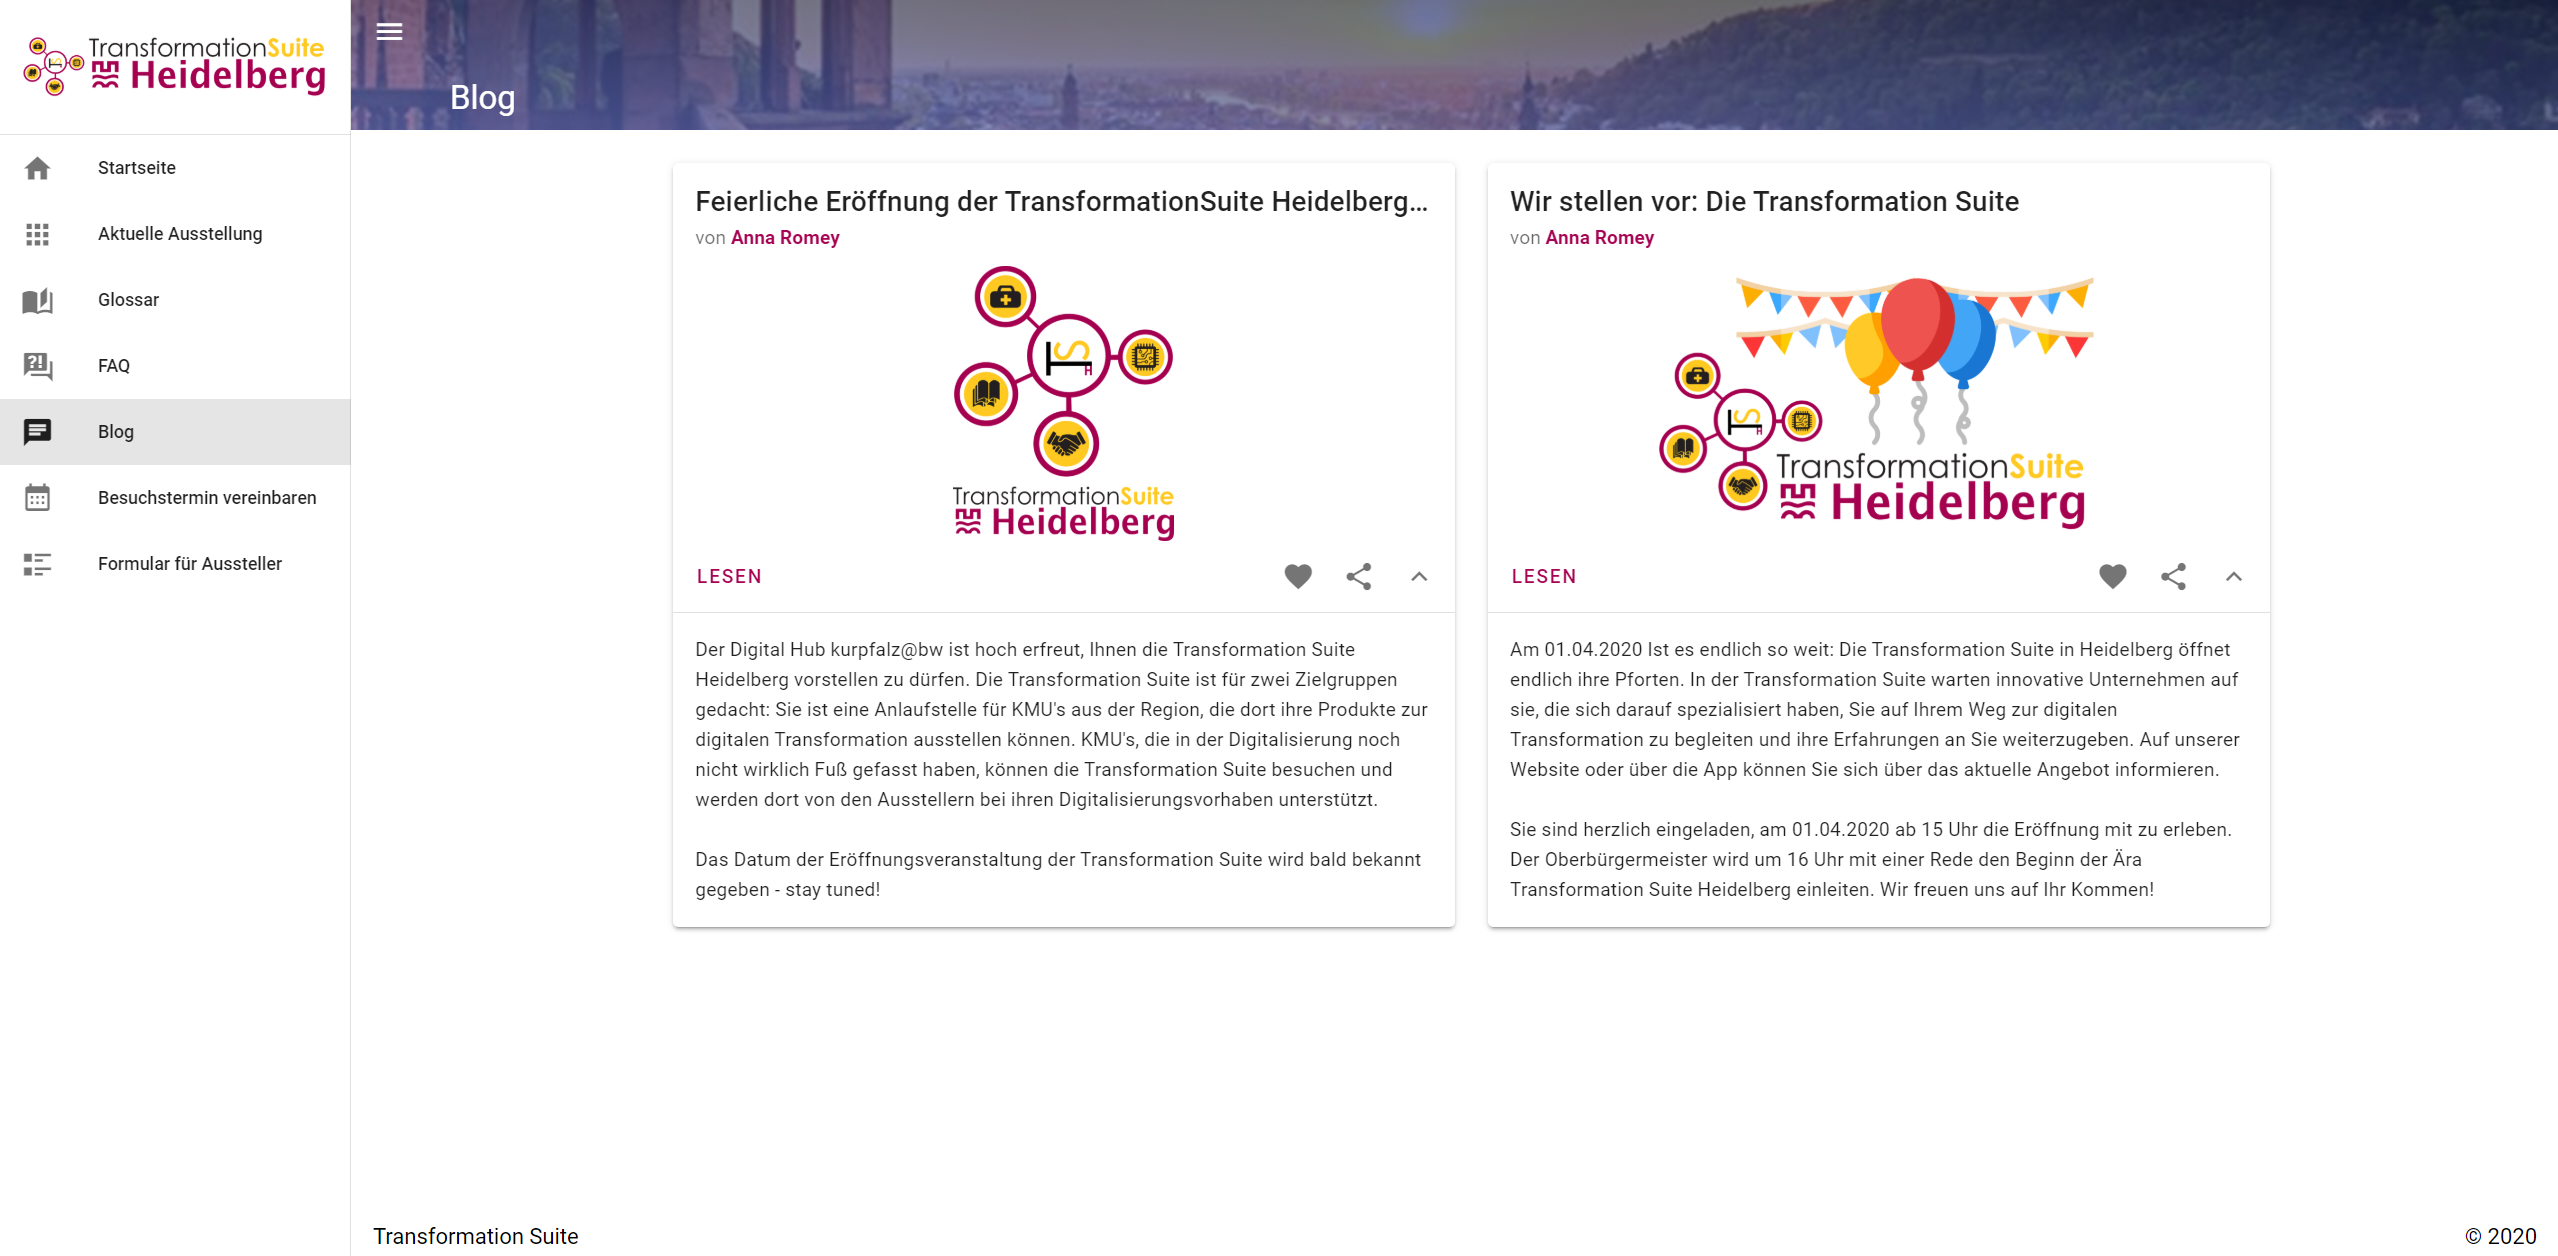 TransformationSuite
Heidelberg
Startseite
Aktuelle Ausstellung
Glossar
FAQ
Blog
Besuchstermin vereinbaren
Formular für Aussteller
Blog
Feierliche Eröffnung der TransformationSuite Heidelberg...
von Anna Romey
TransformationSuite
Heidelberg
LESEN
Der Digital Hub kurpfalz@bw ist hoch erfreut, Ihnen die Transformation Suite
Heidelberg vorstellen zu dürfen. Die Transformation Suite ist für zwei Zielgruppen
gedacht: Sie ist eine Anlaufstelle für KMU's aus der Region, die dort ihre Produkte zur
digitalen Transformation ausstellen können. KMU's, die in der Digitalisierung noch
nicht wirklich Fuß gefasst haben, können die Transformation Suite besuchen und
werden dort von den Ausstellern bei ihren Digitalisierungsvorhaben unterstützt.
Das Datum der Eröffnungsveranstaltung der Transformation Suite wird bald bekannt
gegeben - stay tuned!
Wir stellen vor: Die Transformation Suite
von Anna Romey
TransformationSuite
Heidelberg
LESEN
Am 01.04.2020 Ist es endlich so weit: Die Transformation Suite in Heidelberg öffnet
endlich ihre Pforten. In der Transformation Suite warten innovative Unternehmen auf
sie, die sich darauf spezialisiert haben, Sie auf Ihrem Weg zur digitalen
Transformation zu begleiten und ihre Erfahrungen an Sie weiterzugeben. Auf unserer
Website oder über die App können Sie sich über das aktuelle Angebot informieren.
Sie sind herzlich eingeladen, am 01.04.2020 ab 15 Uhr die Eröffnung mit zu erleben.
Der Oberbürgermeister wird um 16 Uhr mit einer Rede den Beginn der Ära
Transformation Suite Heidelberg einleiten. Wir freuen uns auf Ihr Kommen!
Transformation Suite
© 2020